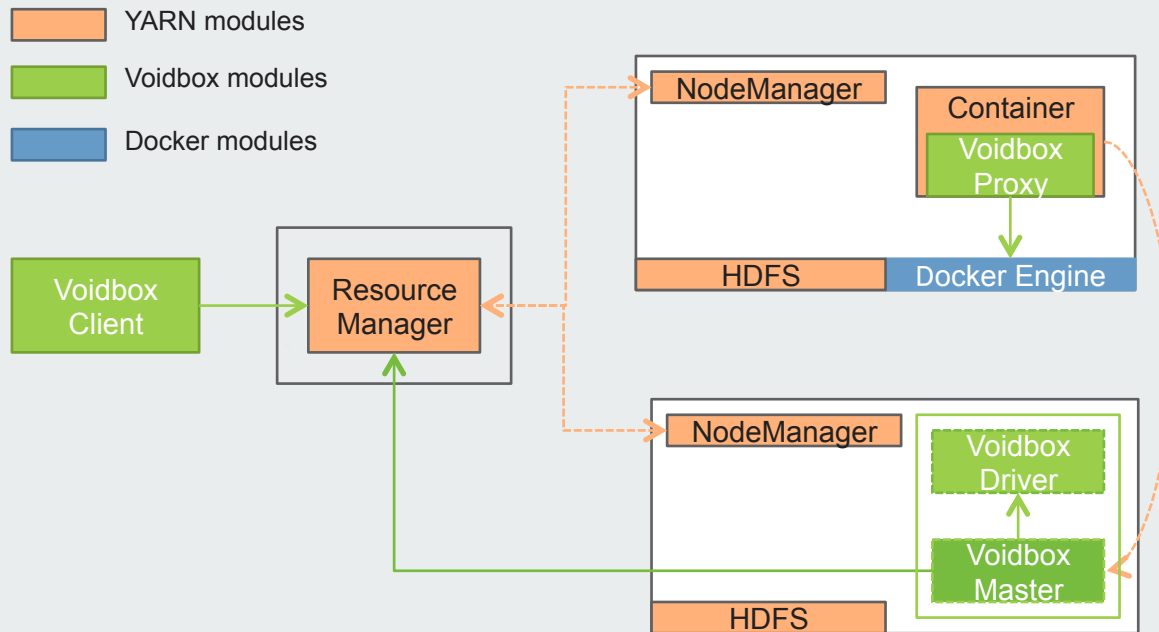 YARN modules
Voidbox modules
Docker modules
NodeManager
Container
Voidbox
Proxy
HDFS
Docker Engine
Voidbox
Client
Resource
Manager
NodeManager
Voidbox
Driver
Voidbox
Master
HDFS